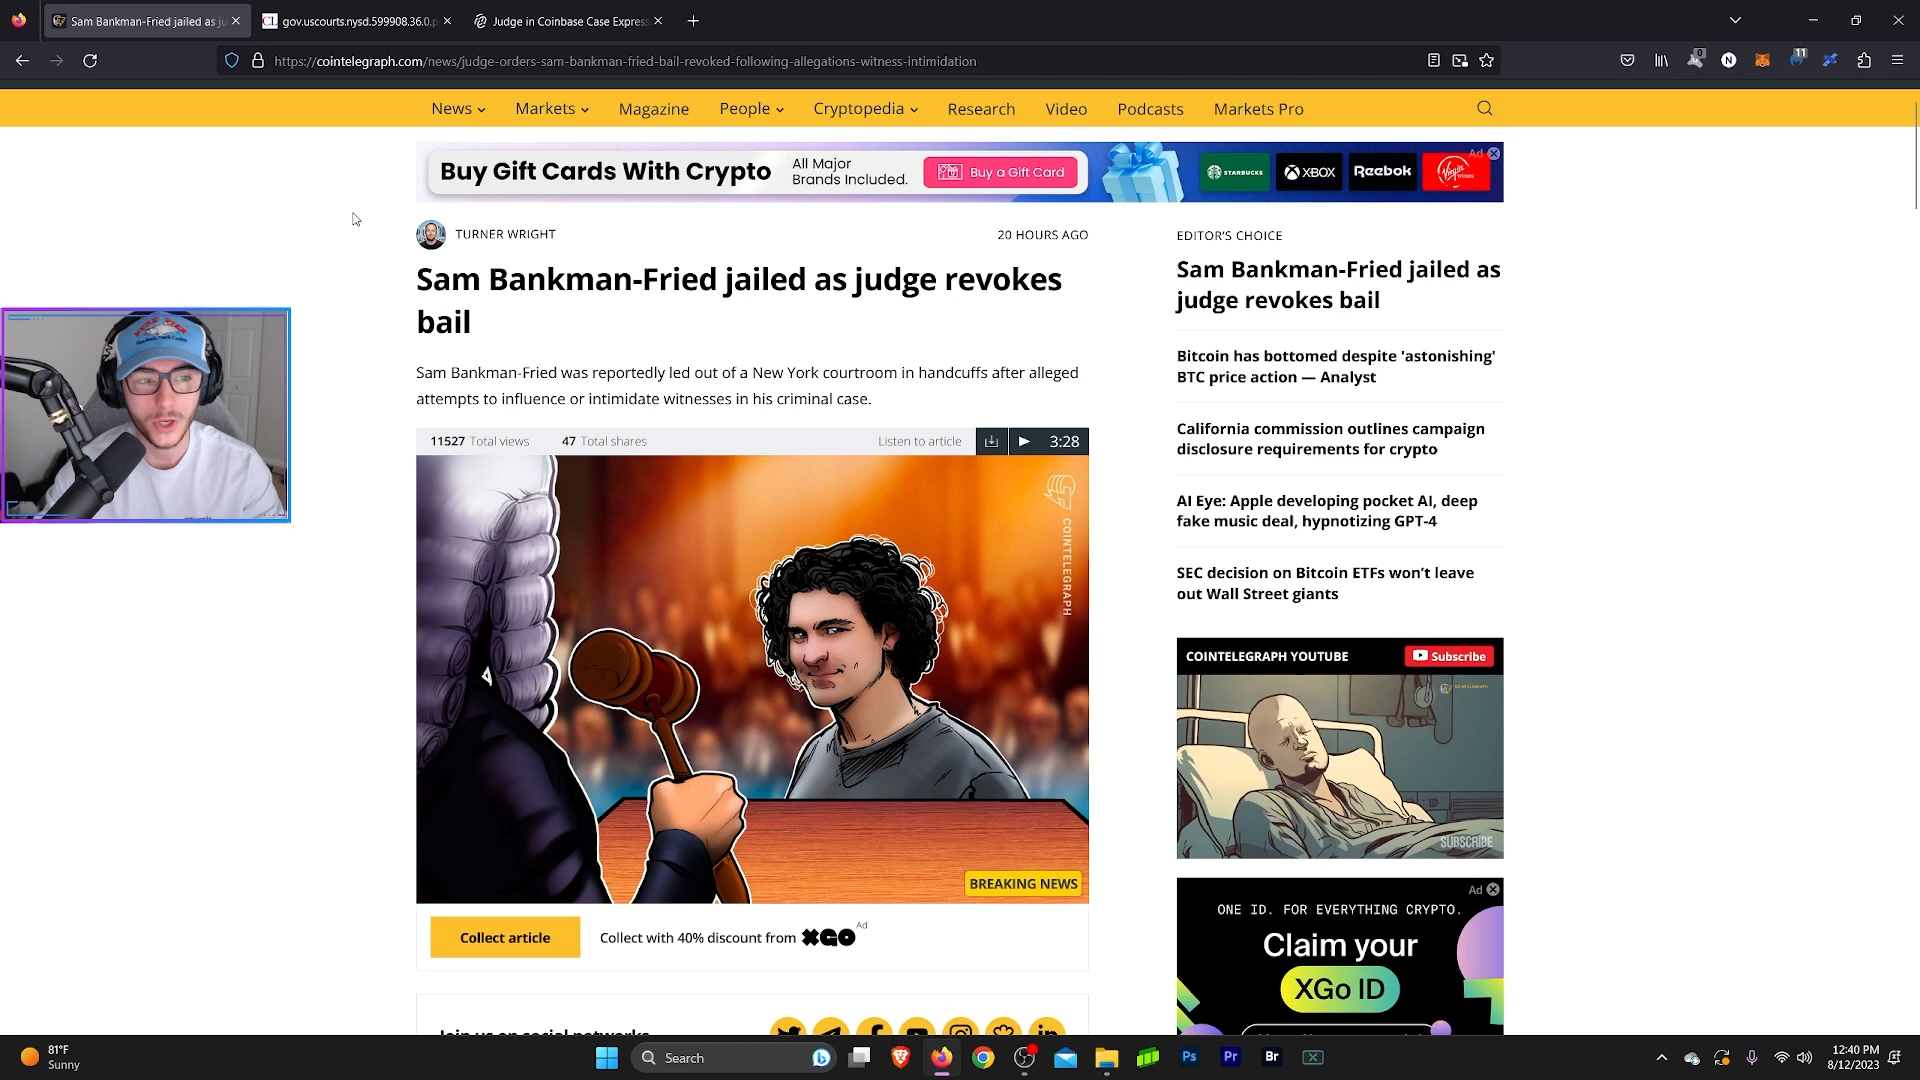 Sam Bankman-Fried jailed as ju
gov.uscourts.nysd.599908.36.0.p
Judge in Coinbase Case Express
https://cointelegraph.com/news/judge-orders-sam-bankman-fried-bail-revoked-following-allegations-witness-intimidation
0
N
11
News
Markets
Magazine
People
Cryptopedia
Research
Video
Podcasts
Markets Pro
Buy Gift Cards With Crypto
All Major
Brands Included.
Buy a Gift Card
STARBUCKS
XBOX
Reebok
Virgin
wines
Ad
TURNER WRIGHT
20 HOURS AGO
Sam Bankman-Fried jailed as judge revokes
bail
Sam Bankman-Fried was reportedly led out of a New York courtroom in handcuffs after alleged
attempts to influence or intimidate witnesses in his criminal case.
11527 Total views
47 Total shares
Listen to article
3:28
COINTELEGRAPH
BREAKING NEWS
Collect article
Collect with 40% discount from XGO
Ad
EDITOR'S CHOICE
Sam Bankman-Fried jailed as
judge revokes bail
Bitcoin has bottomed despite 'astonishing'
BTC price action — Analyst
California commission outlines campaign
disclosure requirements for crypto
AI Eye: Apple developing pocket AI, deep
fake music deal, hypnotizing GPT-4
SEC decision on Bitcoin ETFs won't leave
out Wall Street giants
COINTELEGRAPH YOUTUBE
Subscribe
SUBSCRIBE
Ad
ONE ID. FOR EVERYTHING CRYPTO.
Claim your
XGo ID
81°F
Sunny
Search
Ps
Pr
Br
12:40 PM
8/12/2023